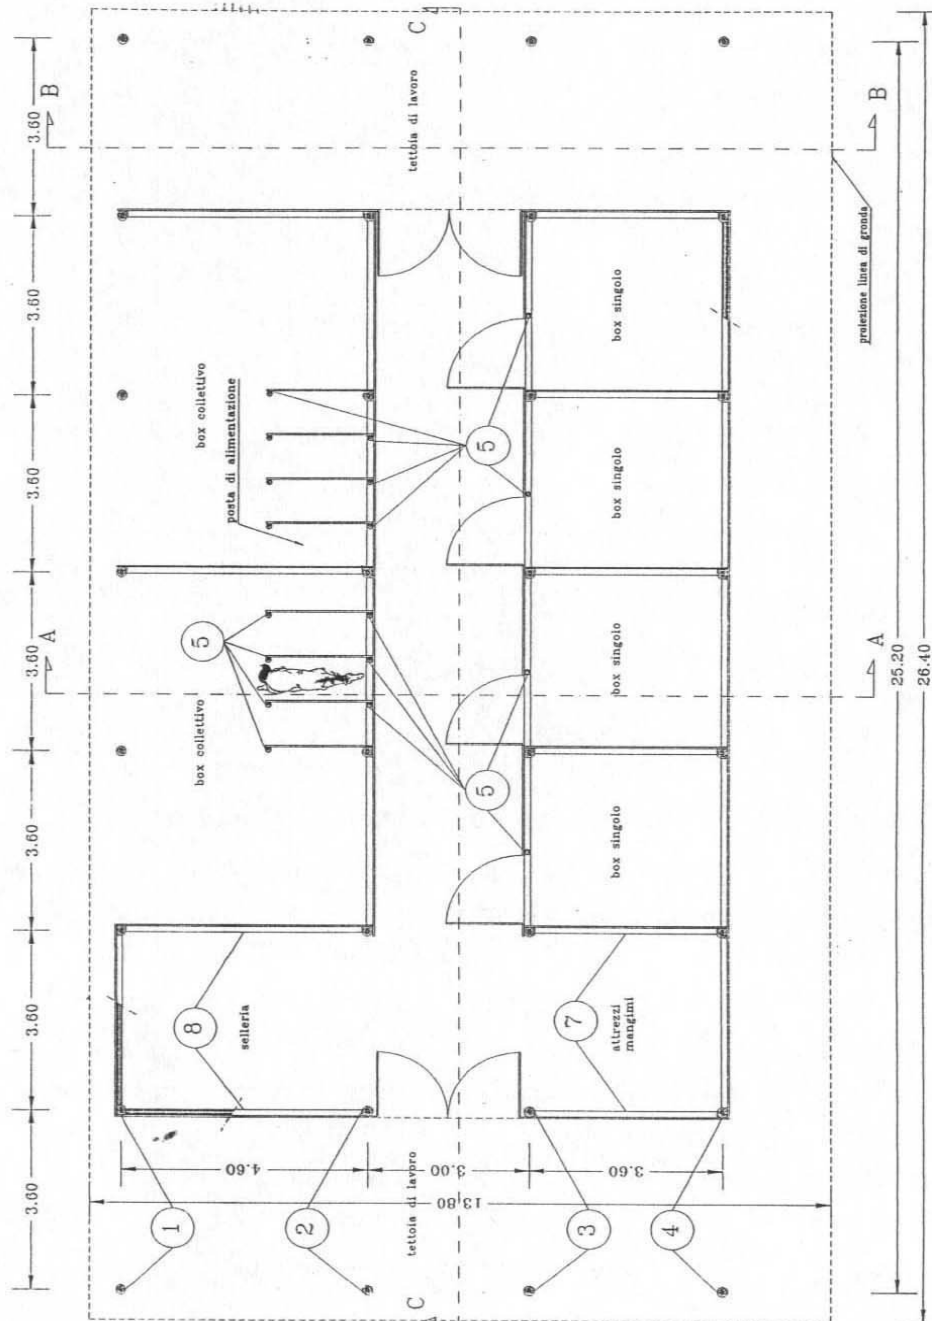 C
tettoia di lavoro
B
B
3.60
3.60
3.60
3.60
3.60
3.60
3.60
proiezione linea di gronda
box collettivo
posta di alimentazione
5
box singolo
box singolo
5
A
A
box collettivo
box singolo
5
box singolo
25.20
26.40
8
selleria
7
attrezzi
mangimi
4.60
3.00
3.60
13.80
tettoia di lavoro
1
2
3
4
C